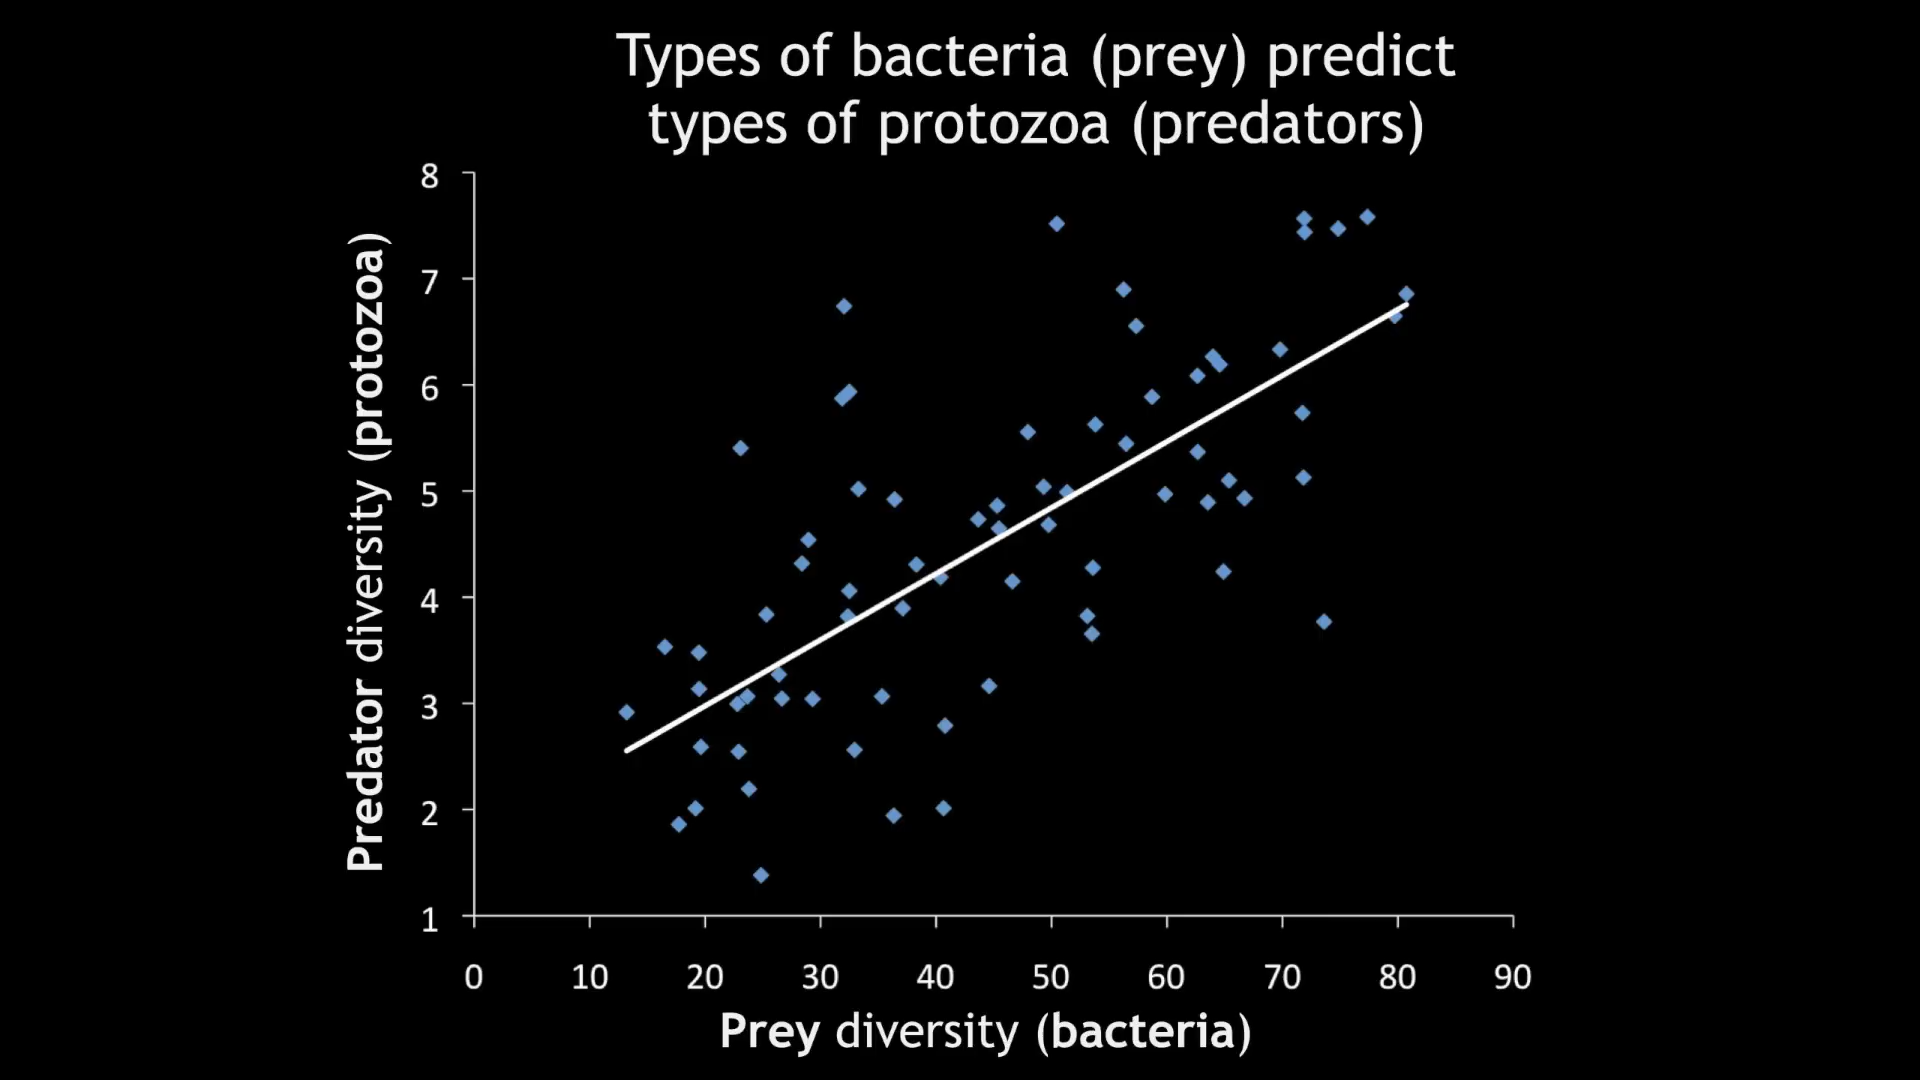 Types of bacteria (prey) predict
types of protozoa (predators)
Predator diversity (protozoa)
8
7
6
5
4
3
2
1
0 10 20 30 40 50 60 70 80 90
Prey diversity (bacteria)